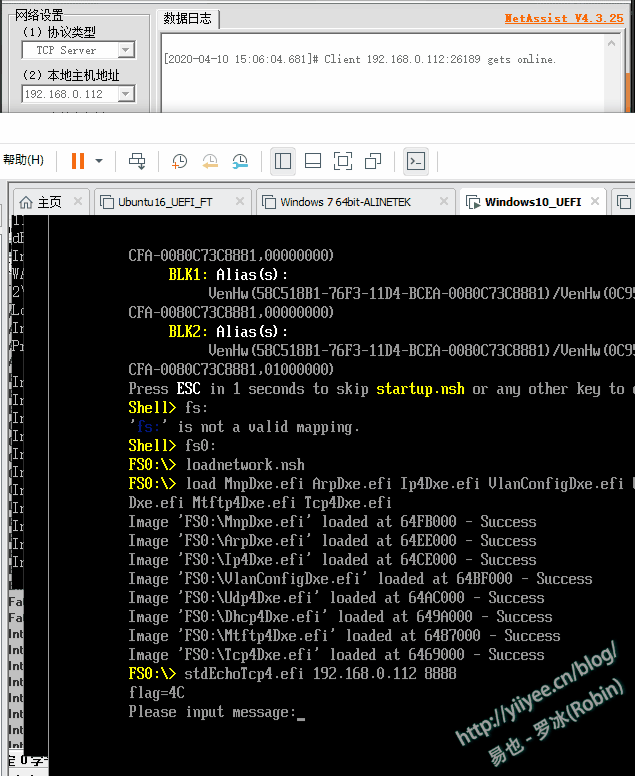 网络设置
数据日志
NetAssist V4.3.25
(1) 协议类型
TCP Server
[2020-04-10 15:06:04.681]# Client 192.168.0.112:26189 gets online.
(2) 本地主机地址
192.168.0.112
帮助(H)
主页
Ubuntu16_UEFI_FT
Windows 7 64bit-ALINETEK
Windows10_UEFI
CFA-0080C73C8881,00000000)
BLK1: Alias(s):
VenHw(58C518B1-76F3-11D4-BCEA-0080C73C8881)/VenHw(0C95
CFA-0080C73C8881,00000000)
BLK2: Alias(s):
VenHw(58C518B1-76F3-11D4-BCEA-0080C73C8881)/VenHw(0C95
CFA-0080C73C8881,01000000)
Press ESC in 1 seconds to skip startup.nsh or any other key to
Shell> fs:
'fs:' is not a valid mapping.
Shell> fs0:
FS0:\> loadnetwork.nsh
FS0:\> load MnpDxe.efi ArpDxe.efi Ip4Dxe.efi VlanConfigDxe.efi
Dxe.efi Mtftp4Dxe.efi Tcp4Dxe.efi
Image 'FS0:\MnpDxe.efi' loaded at 64FB000 - Success
Image 'FS0:\ArpDxe.efi' loaded at 64EE000 - Success
Image 'FS0:\Ip4Dxe.efi' loaded at 64CE000 - Success
Image 'FS0:\VlanConfigDxe.efi' loaded at 64BF000 - Success
Image 'FS0:\Udp4Dxe.efi' loaded at 64AC000 - Success
Image 'FS0:\Dhcp4Dxe.efi' loaded at 649A000 - Success
Image 'FS0:\Mtftp4Dxe.efi' loaded at 6487000 - Success
Image 'FS0:\Tcp4Dxe.efi' loaded at 6469000 - Success
FS0:\> stdEchoTcp4.efi 192.168.0.112 8888
flag=4C
Please input message:_
http://yiiyee.cn/blog/
易也 - 罗冰(Robin)